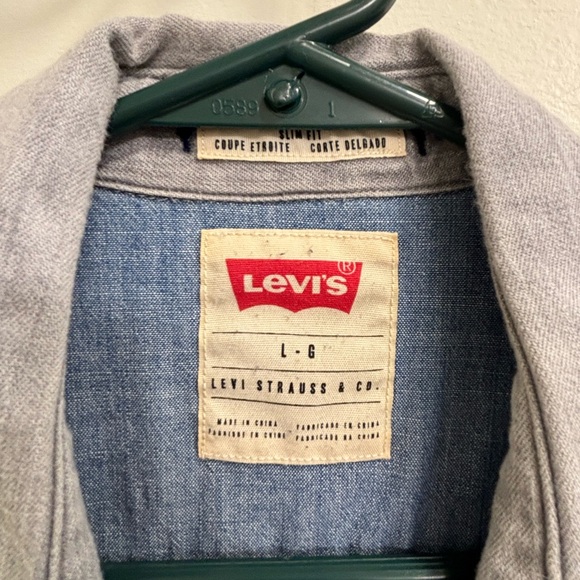 0589 1
SLIM FIT
COUPE ETROITE CORTE DELGADO
LEVI'S ®
L - G
LEVI STRAUSS & CO.
MADE IN CHINA FABRICADO EN CHINA
FABRIQUE EN CHINE FABRICADO NA CHINA